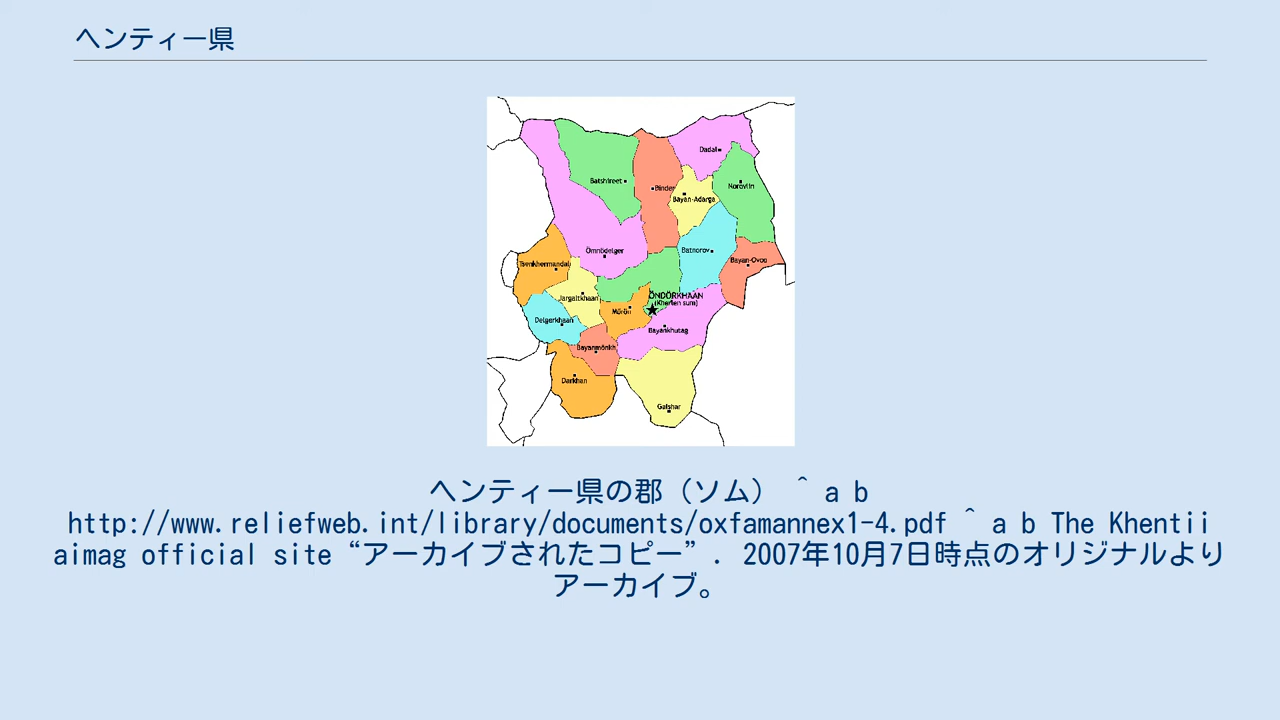 ヘンティー県
Dadal
Batshireet
Binder
Norovlin
Bayan-Adarga
Ömnödelger
Batnorov
Bayan-Ovoo
Tsenkhermandal
Jargaltkhaan
ÖNDÖRKHAAN
(Kherlen sum)
Mörön
Delgerkhaan
Bayankhutag
Bayanmönkh
Darkhan
Galshar
ヘンティー県の郡（ソム） ^ a b
http://www.reliefweb.int/library/documents/oxfamannex1-4.pdf ^ a b The Khentii
aimag official site“アーカイブされたコピー”. 2007年10月7日時点のオリジナルより
アーカイブ。